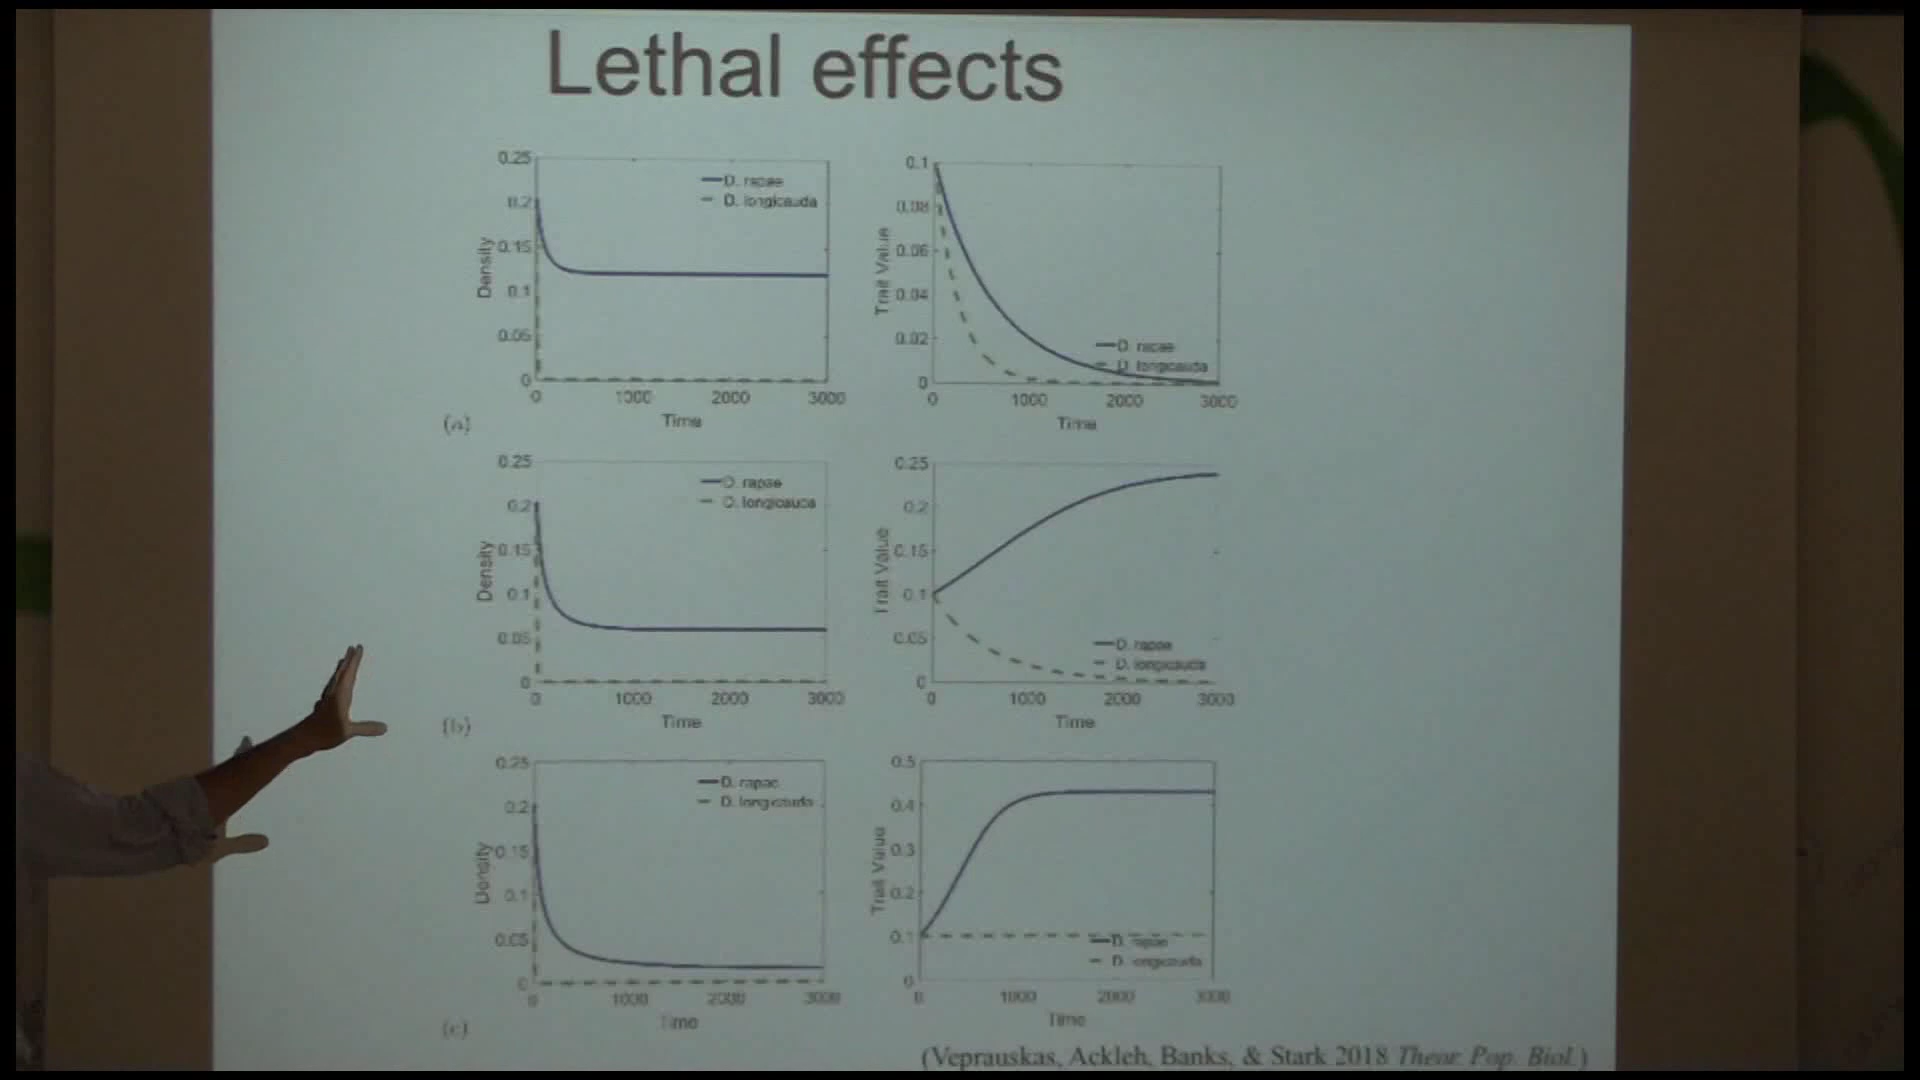 Lethal effects
0.25
0.2
0.15
0.1
0.05
0
Density
D. rapae
D. longicauda
0 1000 2000 3000
Time
(a)
0.1
0.08
0.06
0.04
0.02
0
Trait Value
D. rapae
D. longicauda
0 1000 2000 3000
Time
0.25
0.2
0.15
0.1
0.05
0
Density
D. rapae
D. longicauda
0 1000 2000 3000
Time
(b)
0.25
0.2
0.15
0.1
0.05
0
Trait Value
D. rapae
D. longicauda
0 1000 2000 3000
Time
0.25
0.2
0.15
0.1
0.05
0
Density
D. rapae
D. longicauda
0 1000 2000 3000
Time
(c)
0.5
0.4
0.3
0.2
0.1
0
Trait Value
D. rapae
D. longicauda
0 1000 2000 3000
Time
(Veprauskas, Ackleh, Banks, & Stark 2018 Theor. Pop. Biol.)